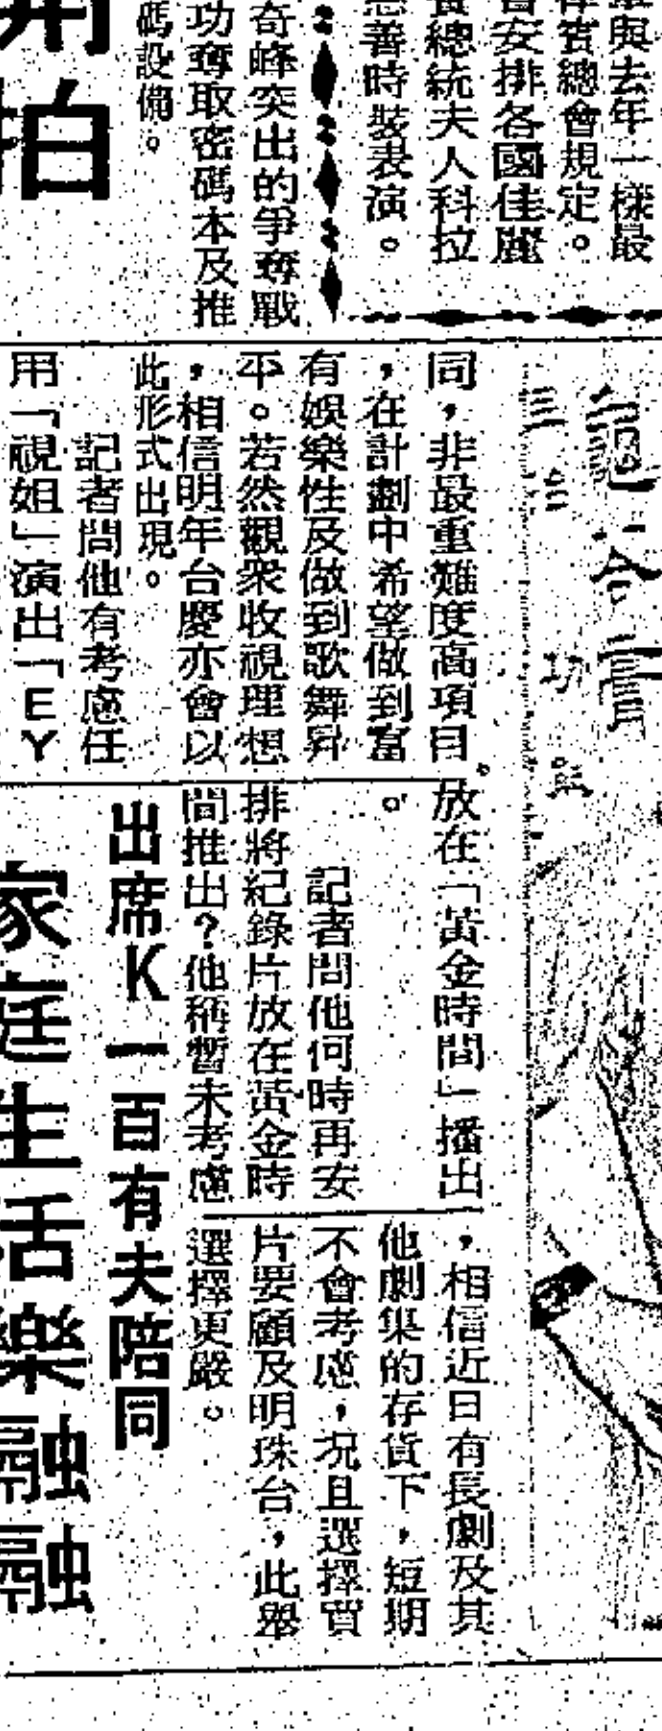 與去年一樣最
賓總會規定。
安排各國佳麗
總統夫人科拉
善時裝表演。
奇峰突出的爭奪戰
功奪取密碼本及推
碼設備。
拍
同，非最重難度高項目。
，在計劃中希望做到富
有娛樂性及做到歌舞昇
平。若然觀衆收視理想
，相信明年台慶亦會以
此形式出現。
記者問他有考慮任
用「視姐」演出「EY
放在「黃金時間」播出
。
記者問他何時再安
排將紀錄片放在黃金時
間推出？他稱暫未考慮
，相信近日有長劇及其
他劇集的存貨下，短期
不會考慮，况且選擇買
片要顧及明珠台，此舉
選擇更嚴。
出席K一百有夫陪同
家庭生活樂融融